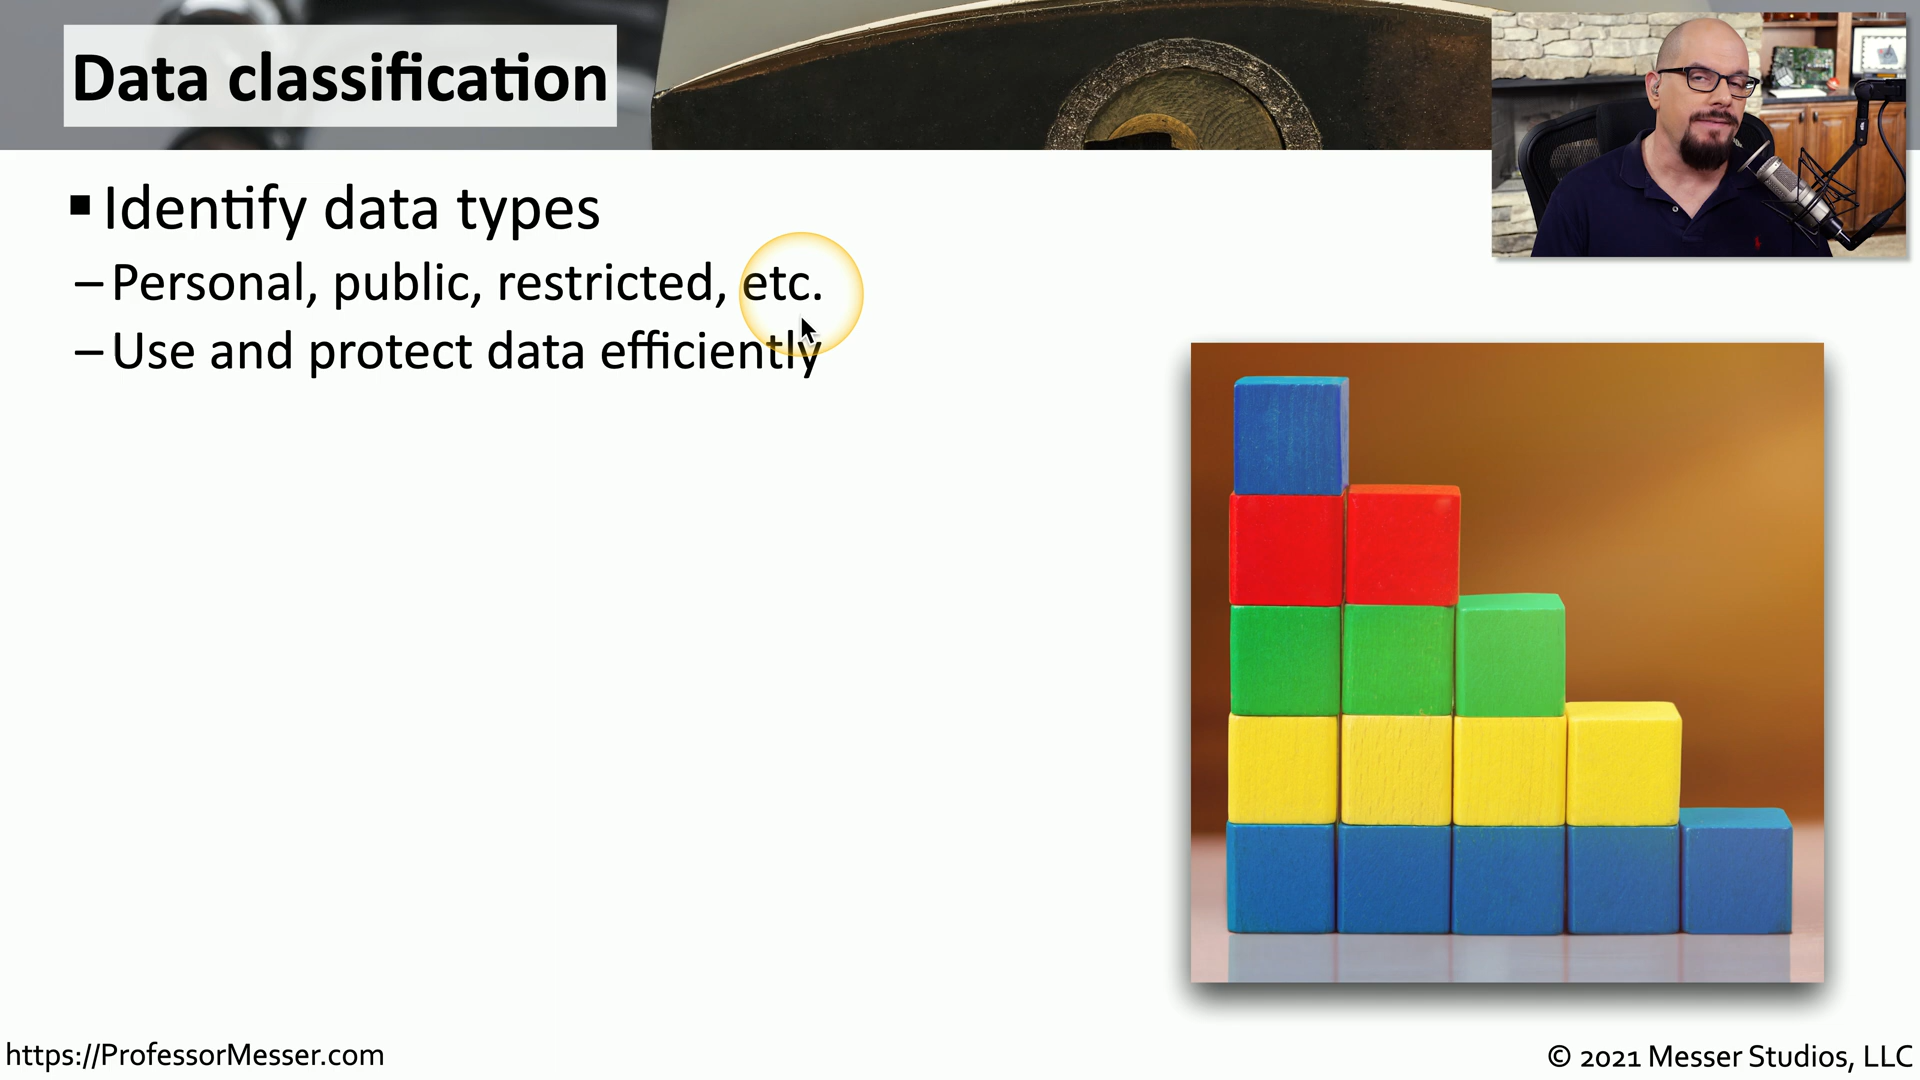 Data classification
▪ Identify data types
– Personal, public, restricted, etc.
– Use and protect data efficiently
https://ProfessorMesser.com
© 2021 Messer Studios, LLC